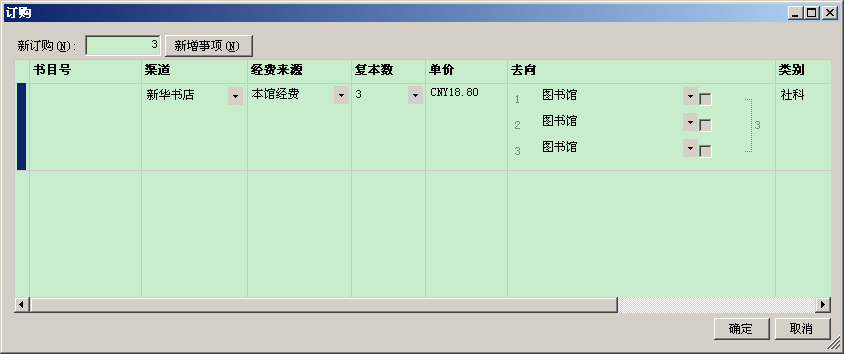 订购
新订购(N): 3 新增事项(N)
书目号 渠道 经费来源 复本数 单价 去向 类别
新华书店 本馆经费 3 CNY18.80 1 图书馆 社科
2 图书馆 3
3 图书馆
确定 取消